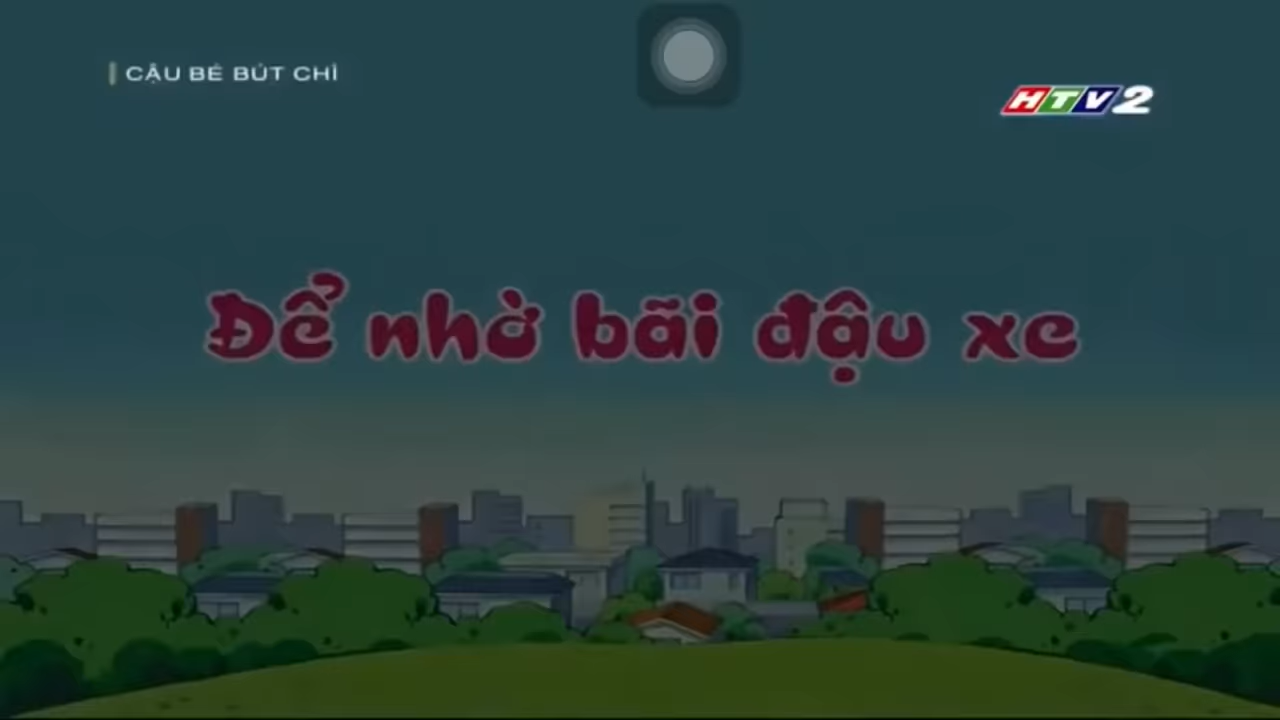 CẬU BÉ BÚT CHÌ
HTV2
Để nhờ bãi đậu xe